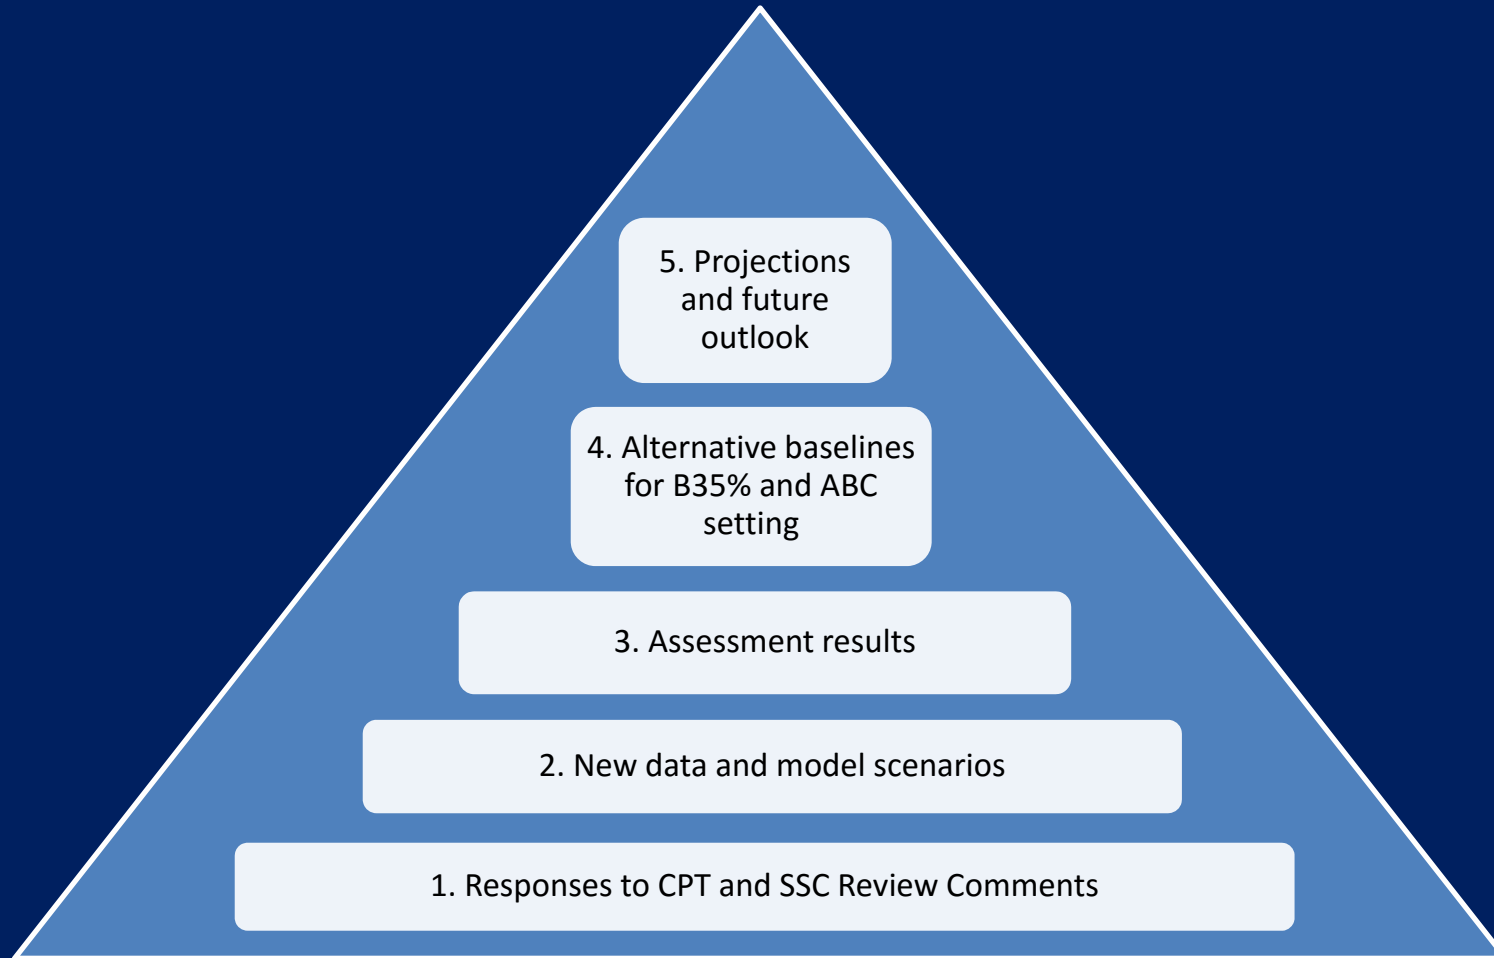 5. Projections
and future
outlook
4. Alternative baselines
for B35% and ABC
setting
3. Assessment results
2. New data and model scenarios
1. Responses to CPT and SSC Review Comments